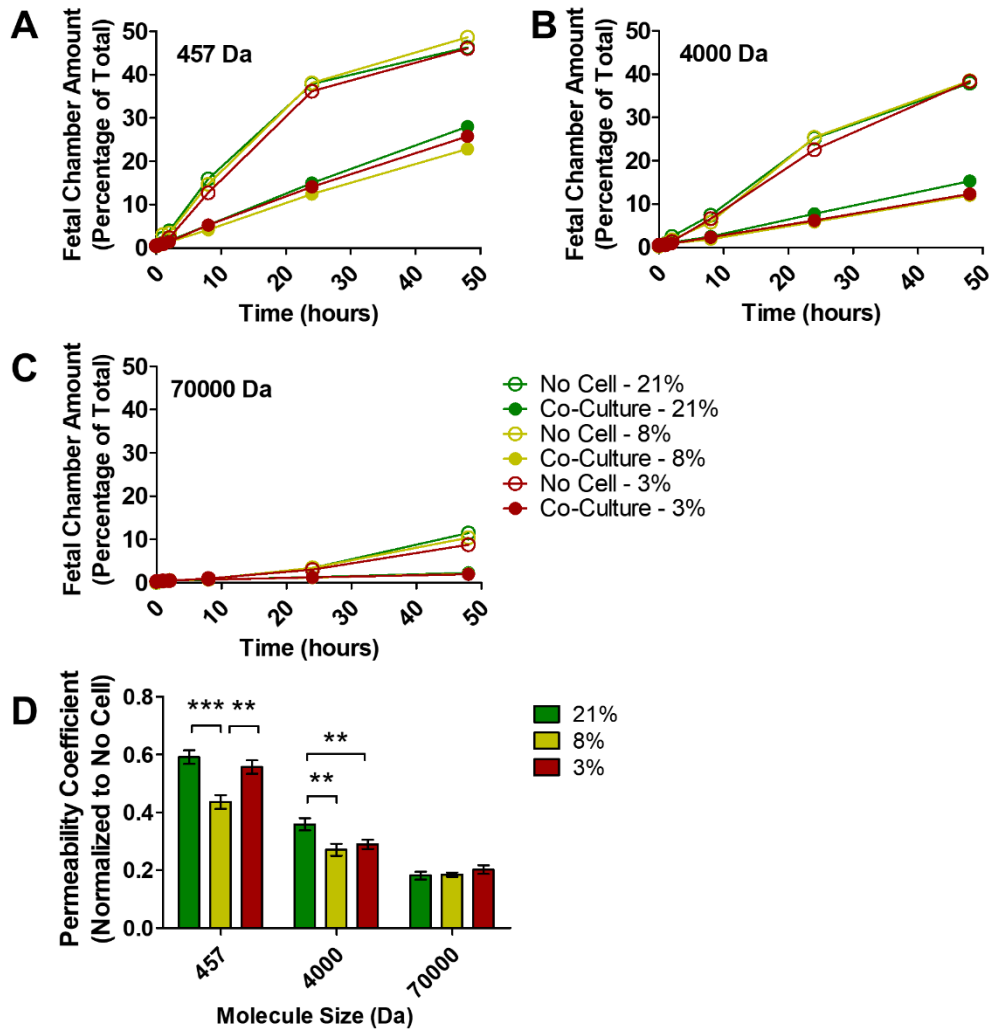 A
457 Da
Fetal Chamber Amount
(Percentage of Total)
50
40
30
20
10
0
0
10
20
30
40
50
Time (hours)
B
4000 Da
Fetal Chamber Amount
(Percentage of Total)
50
40
30
20
10
0
0
10
20
30
40
50
Time (hours)
C
70000 Da
Fetal Chamber Amount
(Percentage of Total)
50
40
30
20
10
0
0
10
20
30
40
50
Time (hours)
No Cell - 21%
Co-Culture - 21%
No Cell - 8%
Co-Culture - 8%
No Cell - 3%
Co-Culture - 3%
D
Permeability Coefficient
(Normalized to No Cell)
0.8
0.6
0.4
0.2
0.0
*** **
**
**
457
4000
70000
Molecule Size (Da)
21%
8%
3%